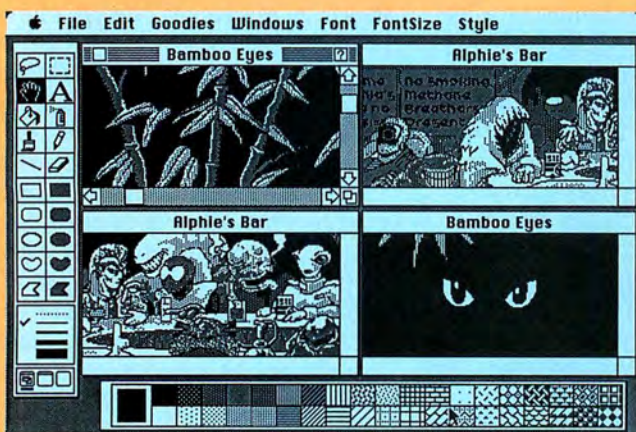 File Edit Goodies Windows Font FontSize Style
Bamboo Eyes
Alphie's Bar
A
No Smoking
Methane
Breathers
Present
Alphie's Bar
Bamboo Eyes